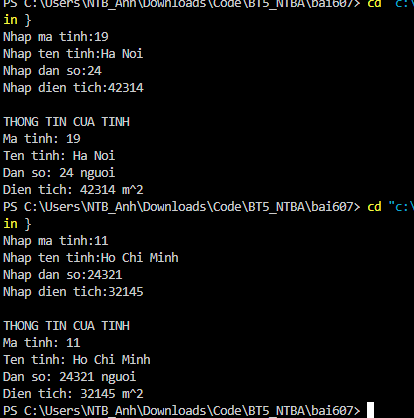 PS C:\Users\NTB_Anh\Downloads\Code\BT5_NTBA\bai607> cd "c:\
in }
Nhap ma tinh:19
Nhap ten tinh:Ha Noi
Nhap dan so:24
Nhap dien tich:42314
THONG TIN CUA TINH
Ma tinh: 19
Ten tinh: Ha Noi
Dan so: 24 nguoi
Dien tich: 42314 m^2
PS C:\Users\NTB_Anh\Downloads\Code\BT5_NTBA\bai607> cd "c:\
in }
Nhap ma tinh:11
Nhap ten tinh:Ho Chi Minh
Nhap dan so:24321
Nhap dien tich:32145
THONG TIN CUA TINH
Ma tinh: 11
Ten tinh: Ho Chi Minh
Dan so: 24321 nguoi
Dien tich: 32145 m^2
PS C:\Users\NTB_Anh\Downloads\Code\BT5_NTBA\bai607>